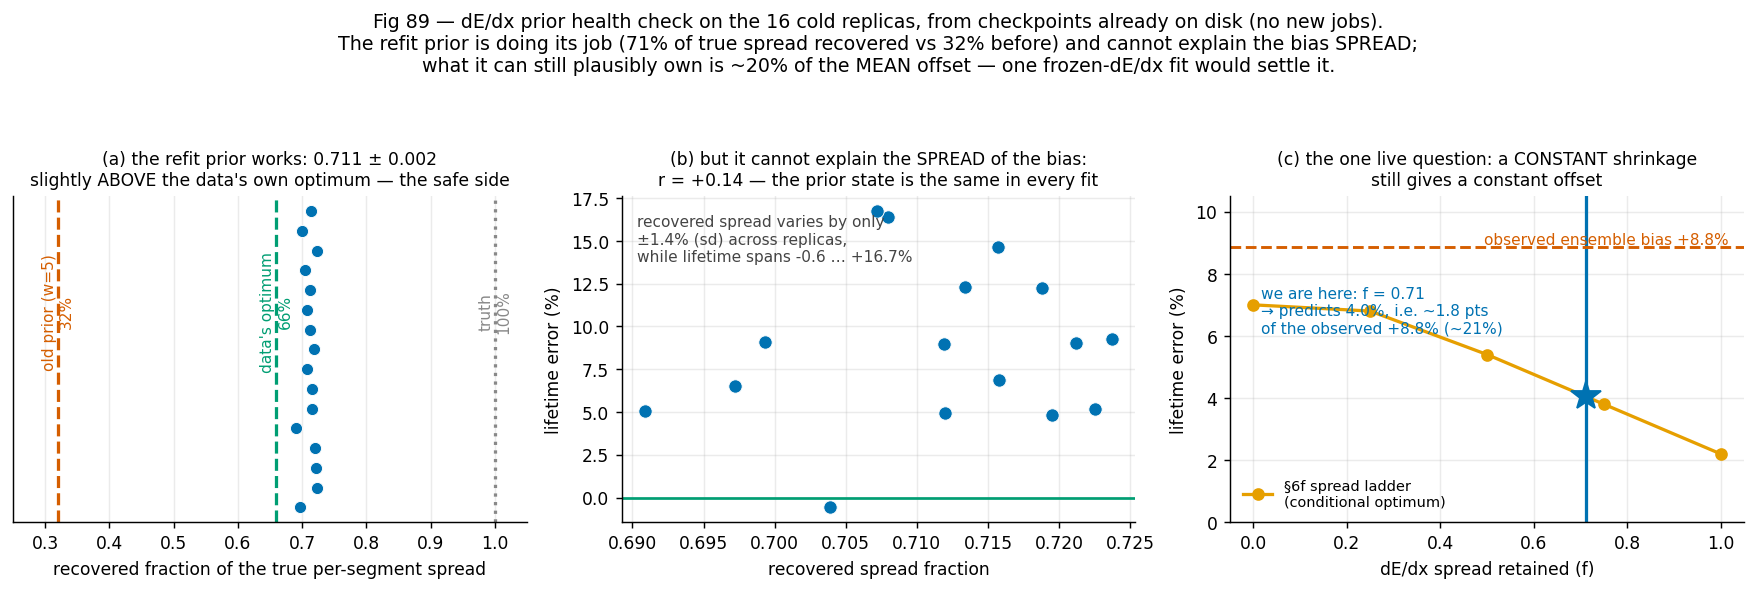 Fig 89 — dE/dx prior health check on the 16 cold replicas, from checkpoints already on disk (no new jobs).
The refit prior is doing its job (71% of true spread recovered vs 32% before) and cannot explain the bias SPREAD;
what it can still plausibly own is ~20% of the MEAN offset — one frozen-dE/dx fit would settle it.
(a) the refit prior works: 0.711 ± 0.002
slightly ABOVE the data's own optimum — the safe side
old prior (w=5)
32%
data's optimum
66%
truth
100%
0.3 0.4 0.5 0.6 0.7 0.8 0.9 1.0
recovered fraction of the true per-segment spread
(b) but it cannot explain the SPREAD of the bias:
r = +0.14 — the prior state is the same in every fit
recovered spread varies by only
±1.4% (sd) across replicas,
while lifetime spans -0.6 … +16.7%
lifetime error (%)
17.5
15.0
12.5
10.0
7.5
5.0
2.5
0.0
0.690 0.695 0.700 0.705 0.710 0.715 0.720 0.725
recovered spread fraction
(c) the one live question: a CONSTANT shrinkage
still gives a constant offset
observed ensemble bias +8.8%
we are here: f = 0.71
→ predicts 4.0%, i.e. ~1.8 pts
of the observed +8.8% (~21%)
lifetime error (%)
10
8
6
4
2
0
§6f spread ladder
(conditional optimum)
0.0 0.2 0.4 0.6 0.8 1.0
dE/dx spread retained (f)